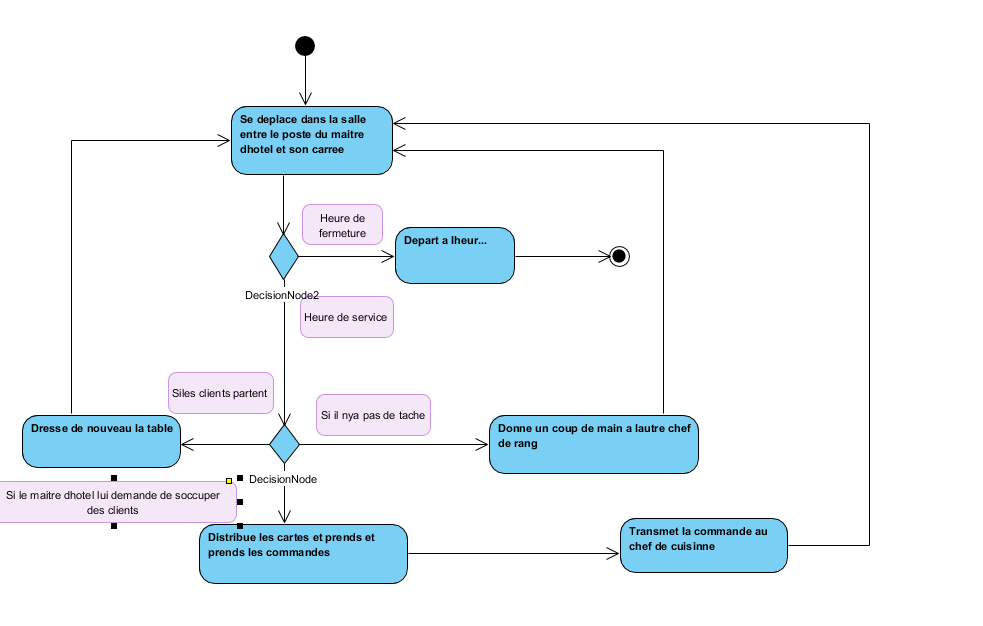 Se deplace dans la salle
entre le poste du maitre
dhotel et son carree
Heure de
fermeture
Depart a lheur...
DecisionNode2
Heure de service
Siles clients partent
Si il nya pas de tache
Dresse de nouveau la table
Donne un coup de main a lautre chef
de rang
DecisionNode
Si le maitre dhotel lui demande de soccuper
des clients
Distribue les cartes et prends et
prends les commandes
Transmet la commande au
chef de cuisinne